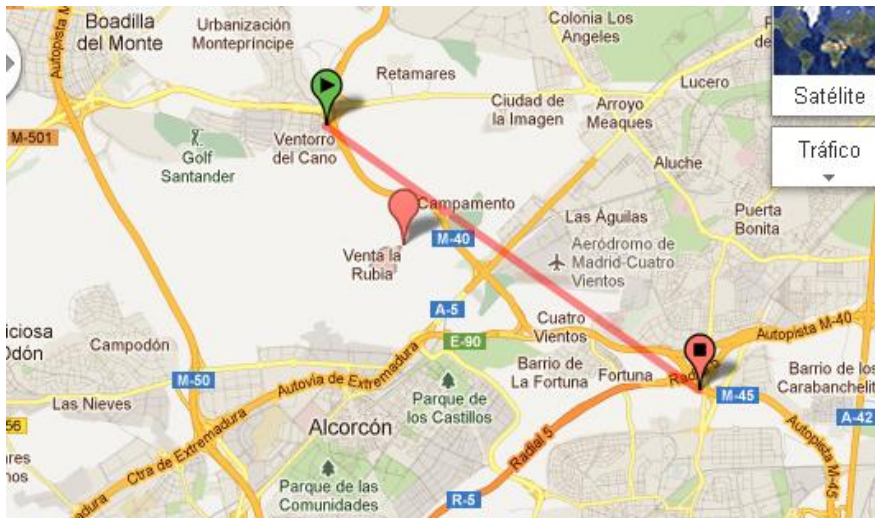 Boadilla
del Monte
Urbanización
Montepríncipe
Colonia Los
Angeles
Retamares
Lucero
Satélite
Ciudad de
la Imagen
Arroyo
Meaques
M-501
Golf
Santander
Ventorro
del Cano
Tráfico
Aluche
Campamento
Las Águilas
Puerta
Bonita
M-40
Venta la
Rubia
Aeródromo de
Madrid-Cuatro
Vientos
A-5
Cuatro
Vientos
E-90
Autopista M-40
Campodón
Barrio de
La Fortuna
Fortuna
Barrio de los
Carabanchelit
M-50
Autovía de Extremadura
M-45
Las Nieves
Parque de
los Castillos
A-42
Alcorcón
Radial 5
Autopista M-45
Ctra de Extremadura
Parque de las
Comunidades
R-5